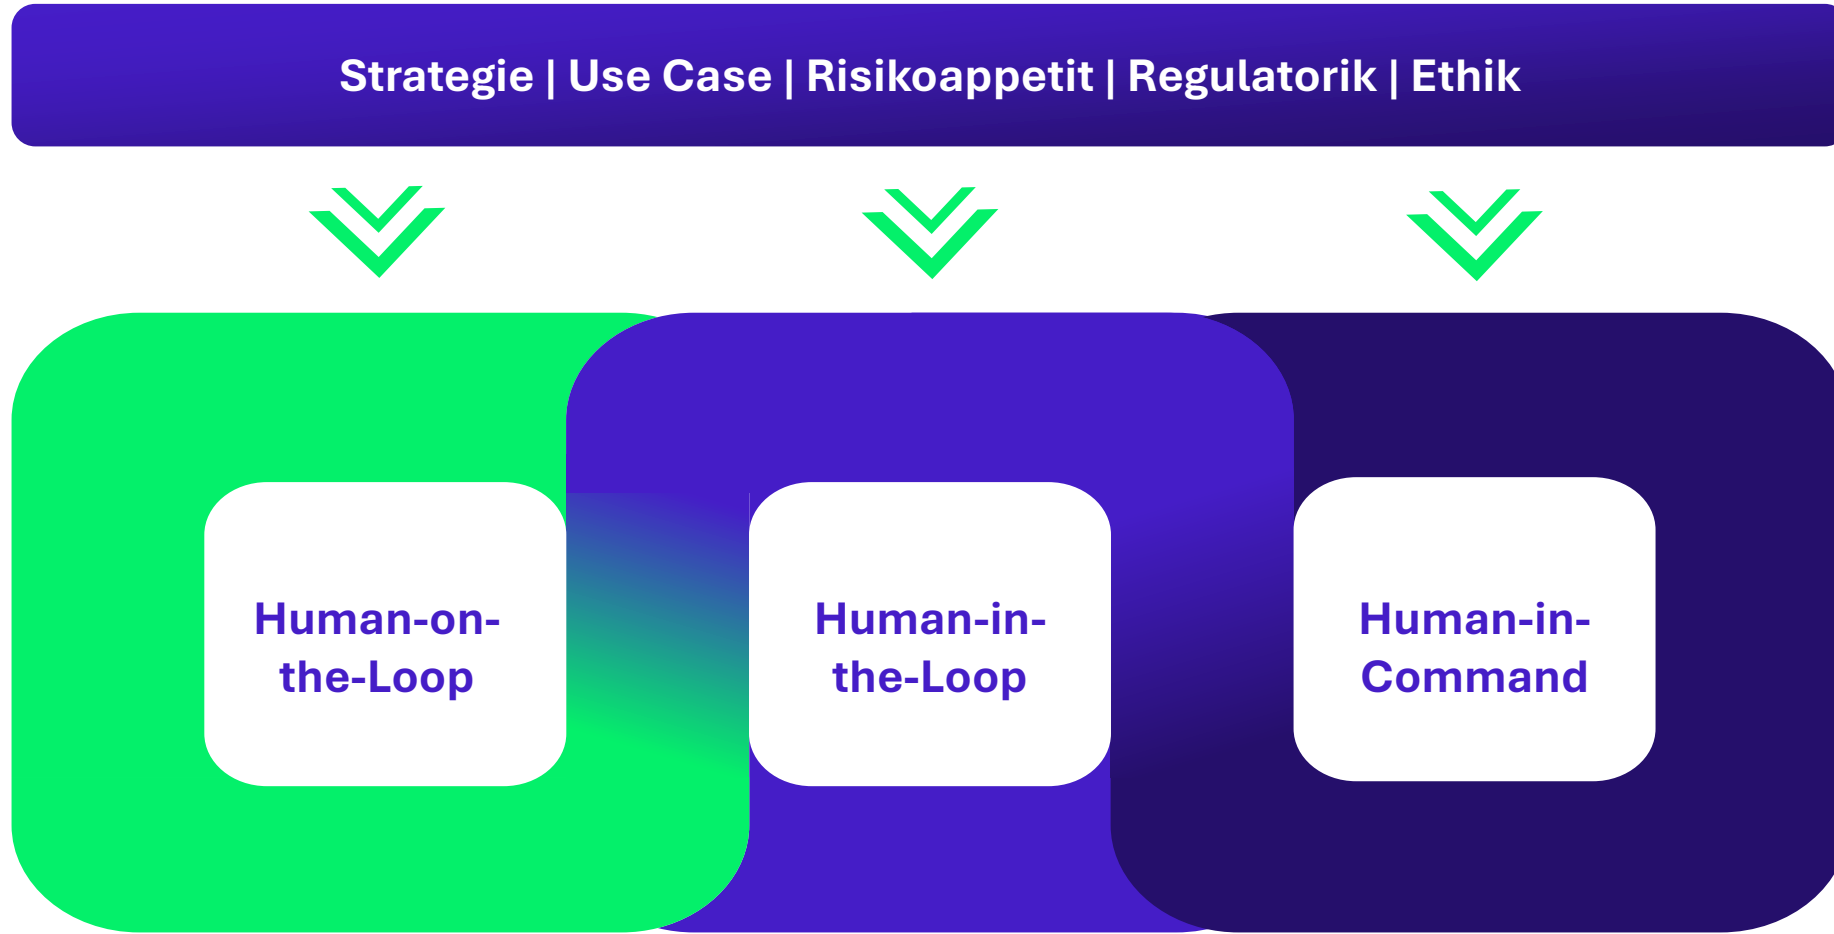 Strategie | Use Case | Risikoappetit | Regulatorik | Ethik
Human-on-
the-Loop
Human-in-
the-Loop
Human-in-
Command